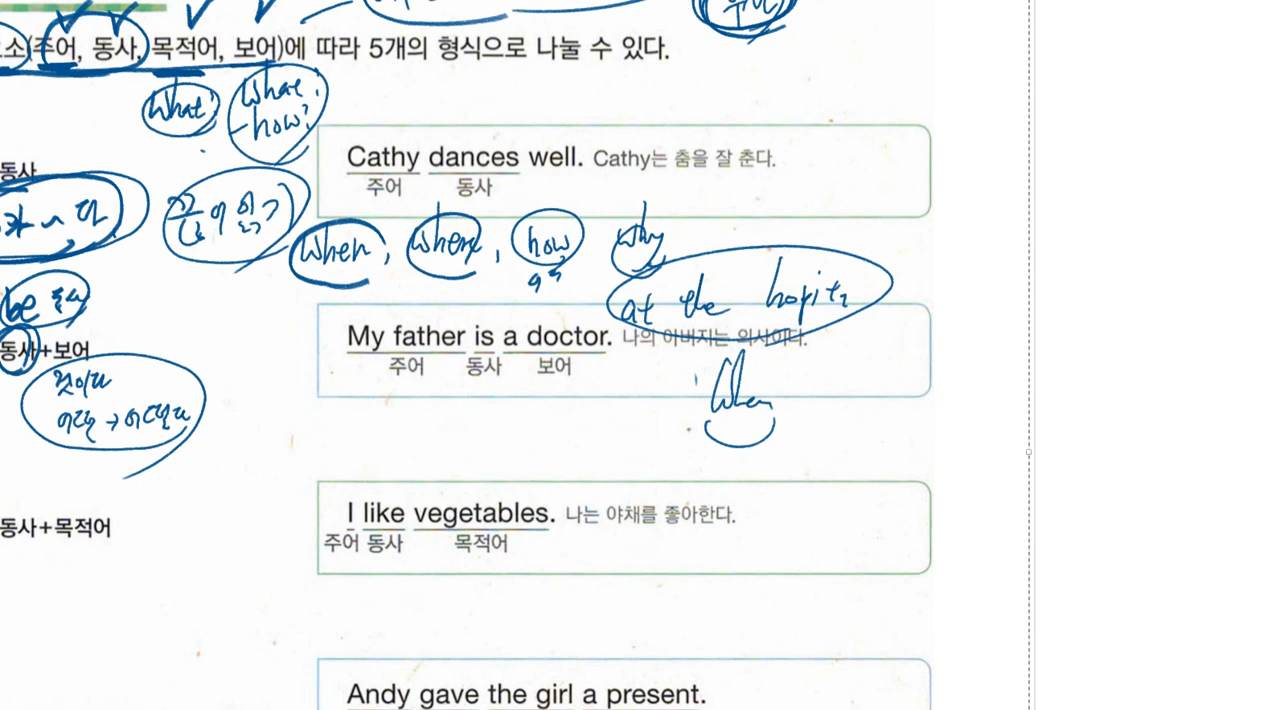 소(주어, 동사, 목적어, 보어)에 따라 5개의 형식으로 나눌 수 있다.
what? what?
how?
동사
Cathy dances well. Cathy는 춤을 잘 춘다.
주어 동사
when, where, how why
at the
be 동사
동사+보어
My father is a doctor. 나의 아버지는 의사이다.
주어 동사 보어
when
것이다
동사+목적어
I like vegetables. 나는 야채를 좋아한다.
주어 동사 목적어
Andy gave the girl a present.